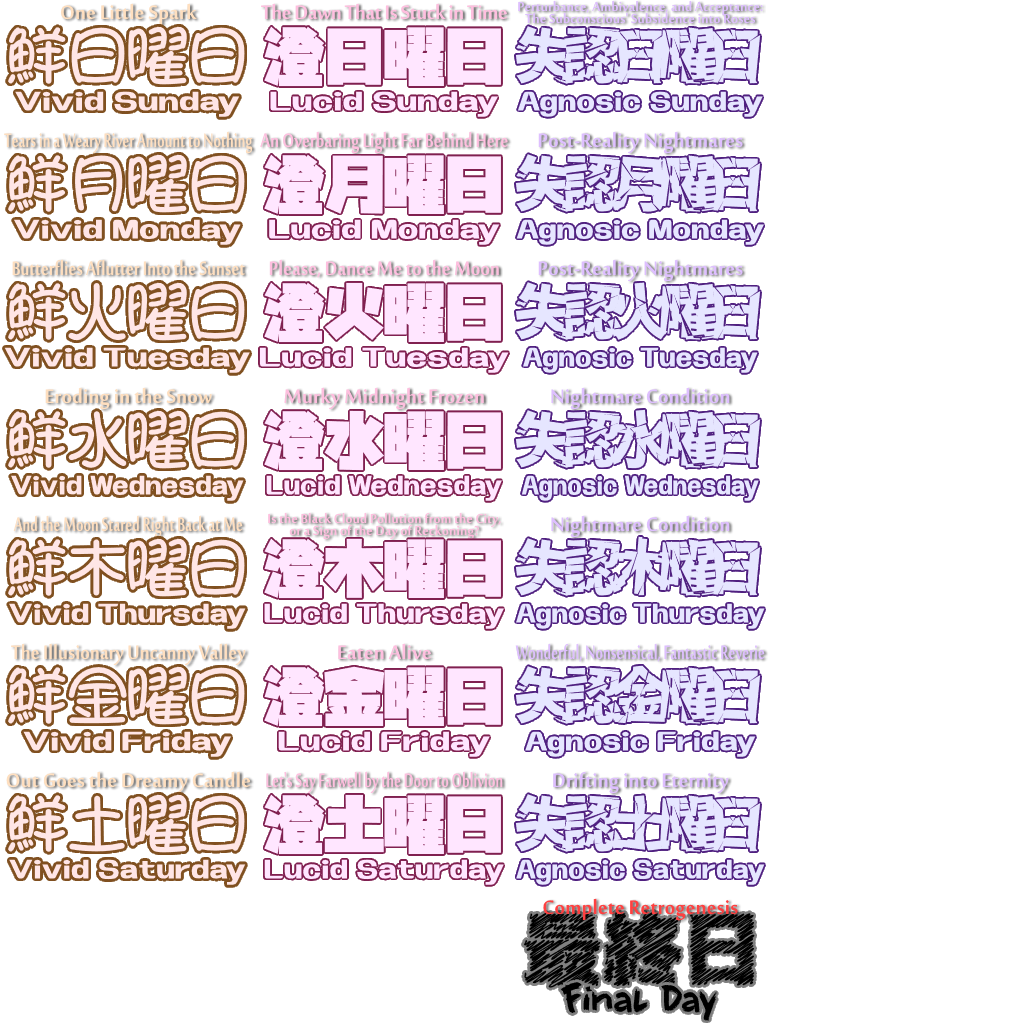 One Little Spark
鮮日曜日
Vivid Sunday
The Dawn That Is Stuck in Time
澄日曜日
Lucid Sunday
Perturbance, Ambivalence, and Acceptance:
The Subconscious' Subsidence into Roses
失認日曜日
Agnosic Sunday
Tears in a Weary River Amount to Nothing
鮮月曜日
Vivid Monday
An Overbaring Light Far Behind Here
澄月曜日
Lucid Monday
Post-Reality Nightmares
失認月曜日
Agnosic Monday
Butterflies Aflutter Into the Sunset
鮮火曜日
Vivid Tuesday
Please, Dance Me to the Moon
澄火曜日
Lucid Tuesday
Post-Reality Nightmares
失認火曜日
Agnosic Tuesday
Eroding in the Snow
鮮水曜日
Vivid Wednesday
Murky Midnight Frozen
澄水曜日
Lucid Wednesday
Nightmare Condition
失認水曜日
Agnosic Wednesday
And the Moon Stared Right Back at Me
鮮木曜日
Vivid Thursday
Is the Black Cloud Pollution from the City,
or a Sign of the Day of Reckoning?
澄木曜日
Lucid Thursday
Nightmare Condition
失認木曜日
Agnosic Thursday
The Illusionary Uncanny Valley
鮮金曜日
Vivid Friday
Eaten Alive
澄金曜日
Lucid Friday
Wonderful, Nonsensical, Fantastic Reverie
失認金曜日
Agnosic Friday
Out Goes the Dreamy Candle
鮮土曜日
Vivid Saturday
Let's Say Farwell by the Door to Oblivion
澄土曜日
Lucid Saturday
Drifting into Eternity
失認土曜日
Agnosic Saturday
Complete Retrogenesis
最終日
Final Day